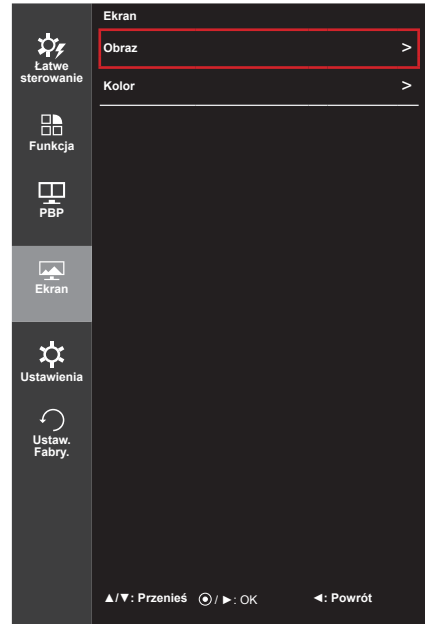 Łatwe
sterowanie
Funkcja
PBP
Ekran
Ustawienia
Ustaw.
Fabry.
Ekran
Obraz >
Kolor >
▲/▼: Przenieś ⦿ / ►: OK ◄: Powrót